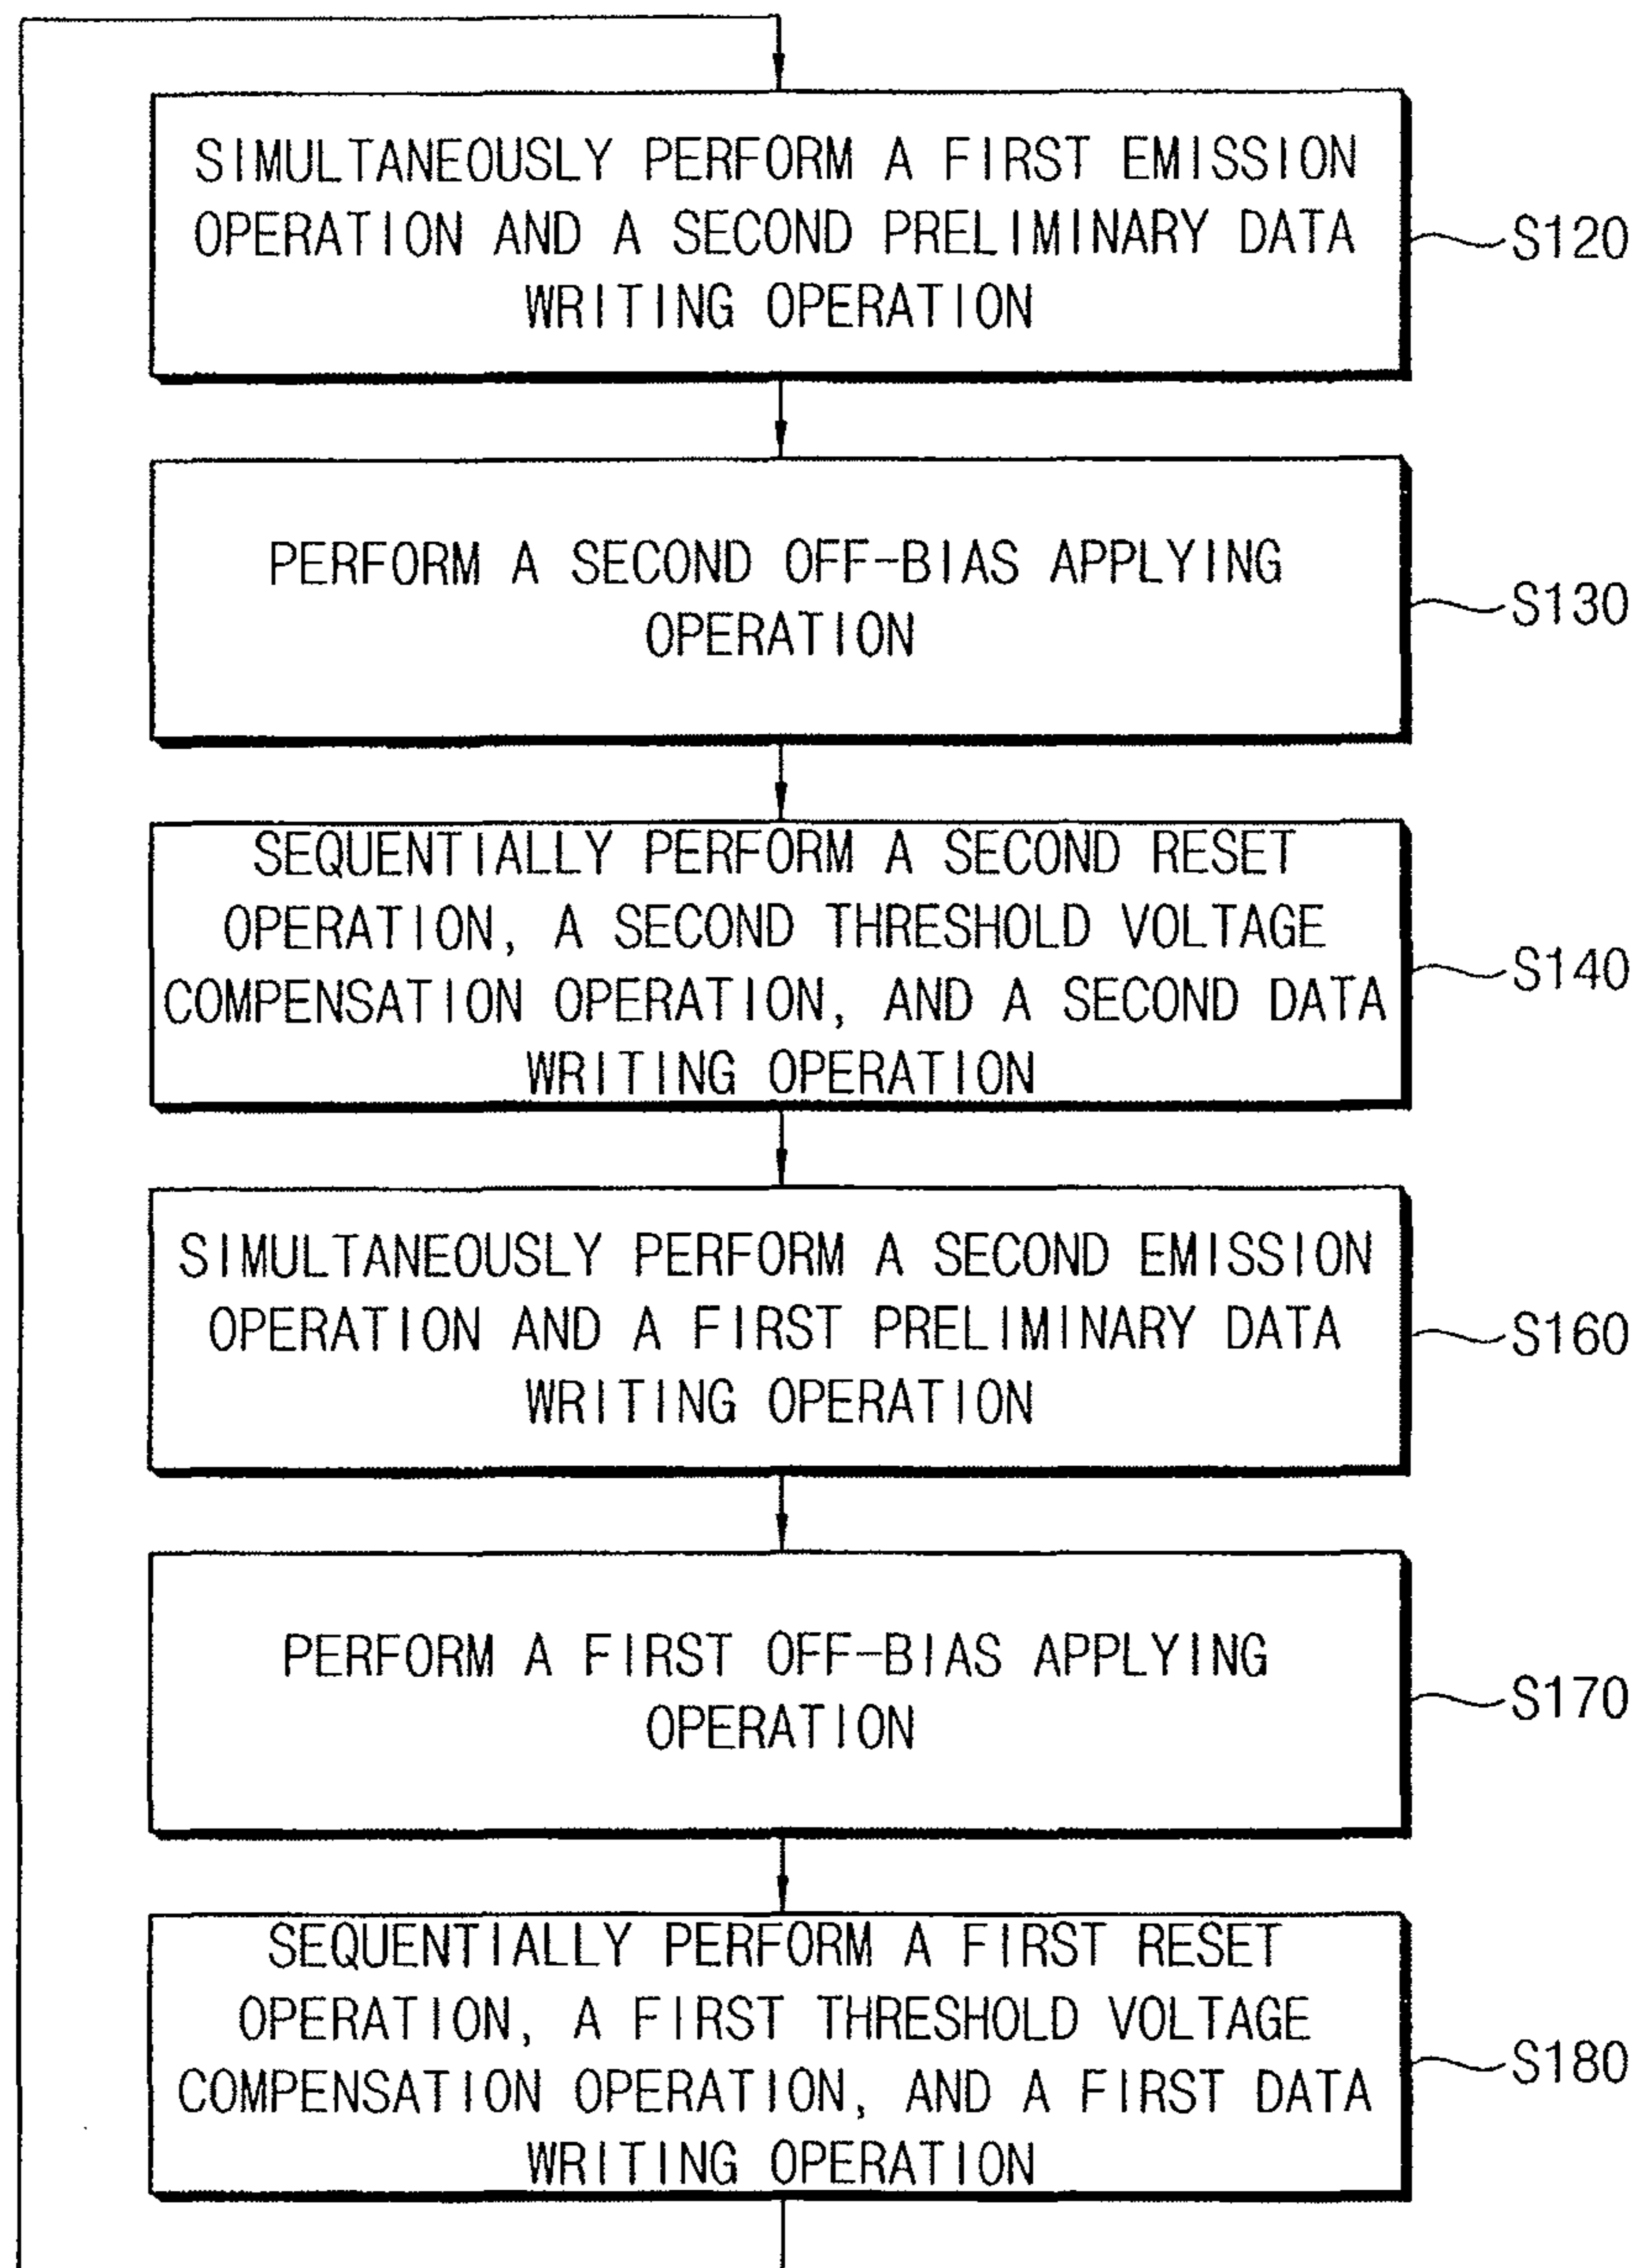 SIMULTANEOUSLY PERFORM A FIRST EMISSION
OPERATION AND A SECOND PRELIMINARY DATA
WRITING OPERATION
S120
PERFORM A SECOND OFF-BIAS APPLYING
OPERATION
S130
SEQUENTIALLY PERFORM A SECOND RESET
OPERATION, A SECOND THRESHOLD VOLTAGE
COMPENSATION OPERATION, AND A SECOND DATA
WRITING OPERATION
S140
SIMULTANEOUSLY PERFORM A SECOND EMISSION
OPERATION AND A FIRST PRELIMINARY DATA
WRITING OPERATION
S160
PERFORM A FIRST OFF-BIAS APPLYING
OPERATION
S170
SEQUENTIALLY PERFORM A FIRST RESET
OPERATION, A FIRST THRESHOLD VOLTAGE
COMPENSATION OPERATION, AND A FIRST DATA
WRITING OPERATION
S180